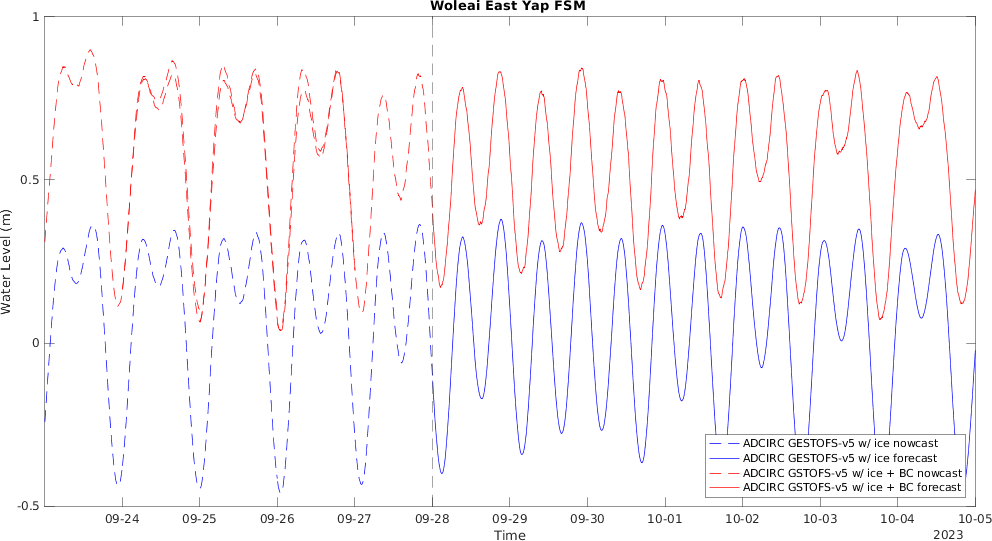 Woleai East Yap FSM
1
0.5
0
-0.5
Water Level (m)
ADCIRC GESTOFS-v5 w/ ice nowcast
ADCIRC GESTOFS-v5 w/ ice forecast
ADCIRC GSTOFS-v5 w/ ice + BC nowcast
ADCIRC GSTOFS-v5 w/ ice + BC forecast
09-24 09-25 09-26 09-27 09-28 09-29 09-30 10-01 10-02 10-03 10-04 10-05
Time
2023